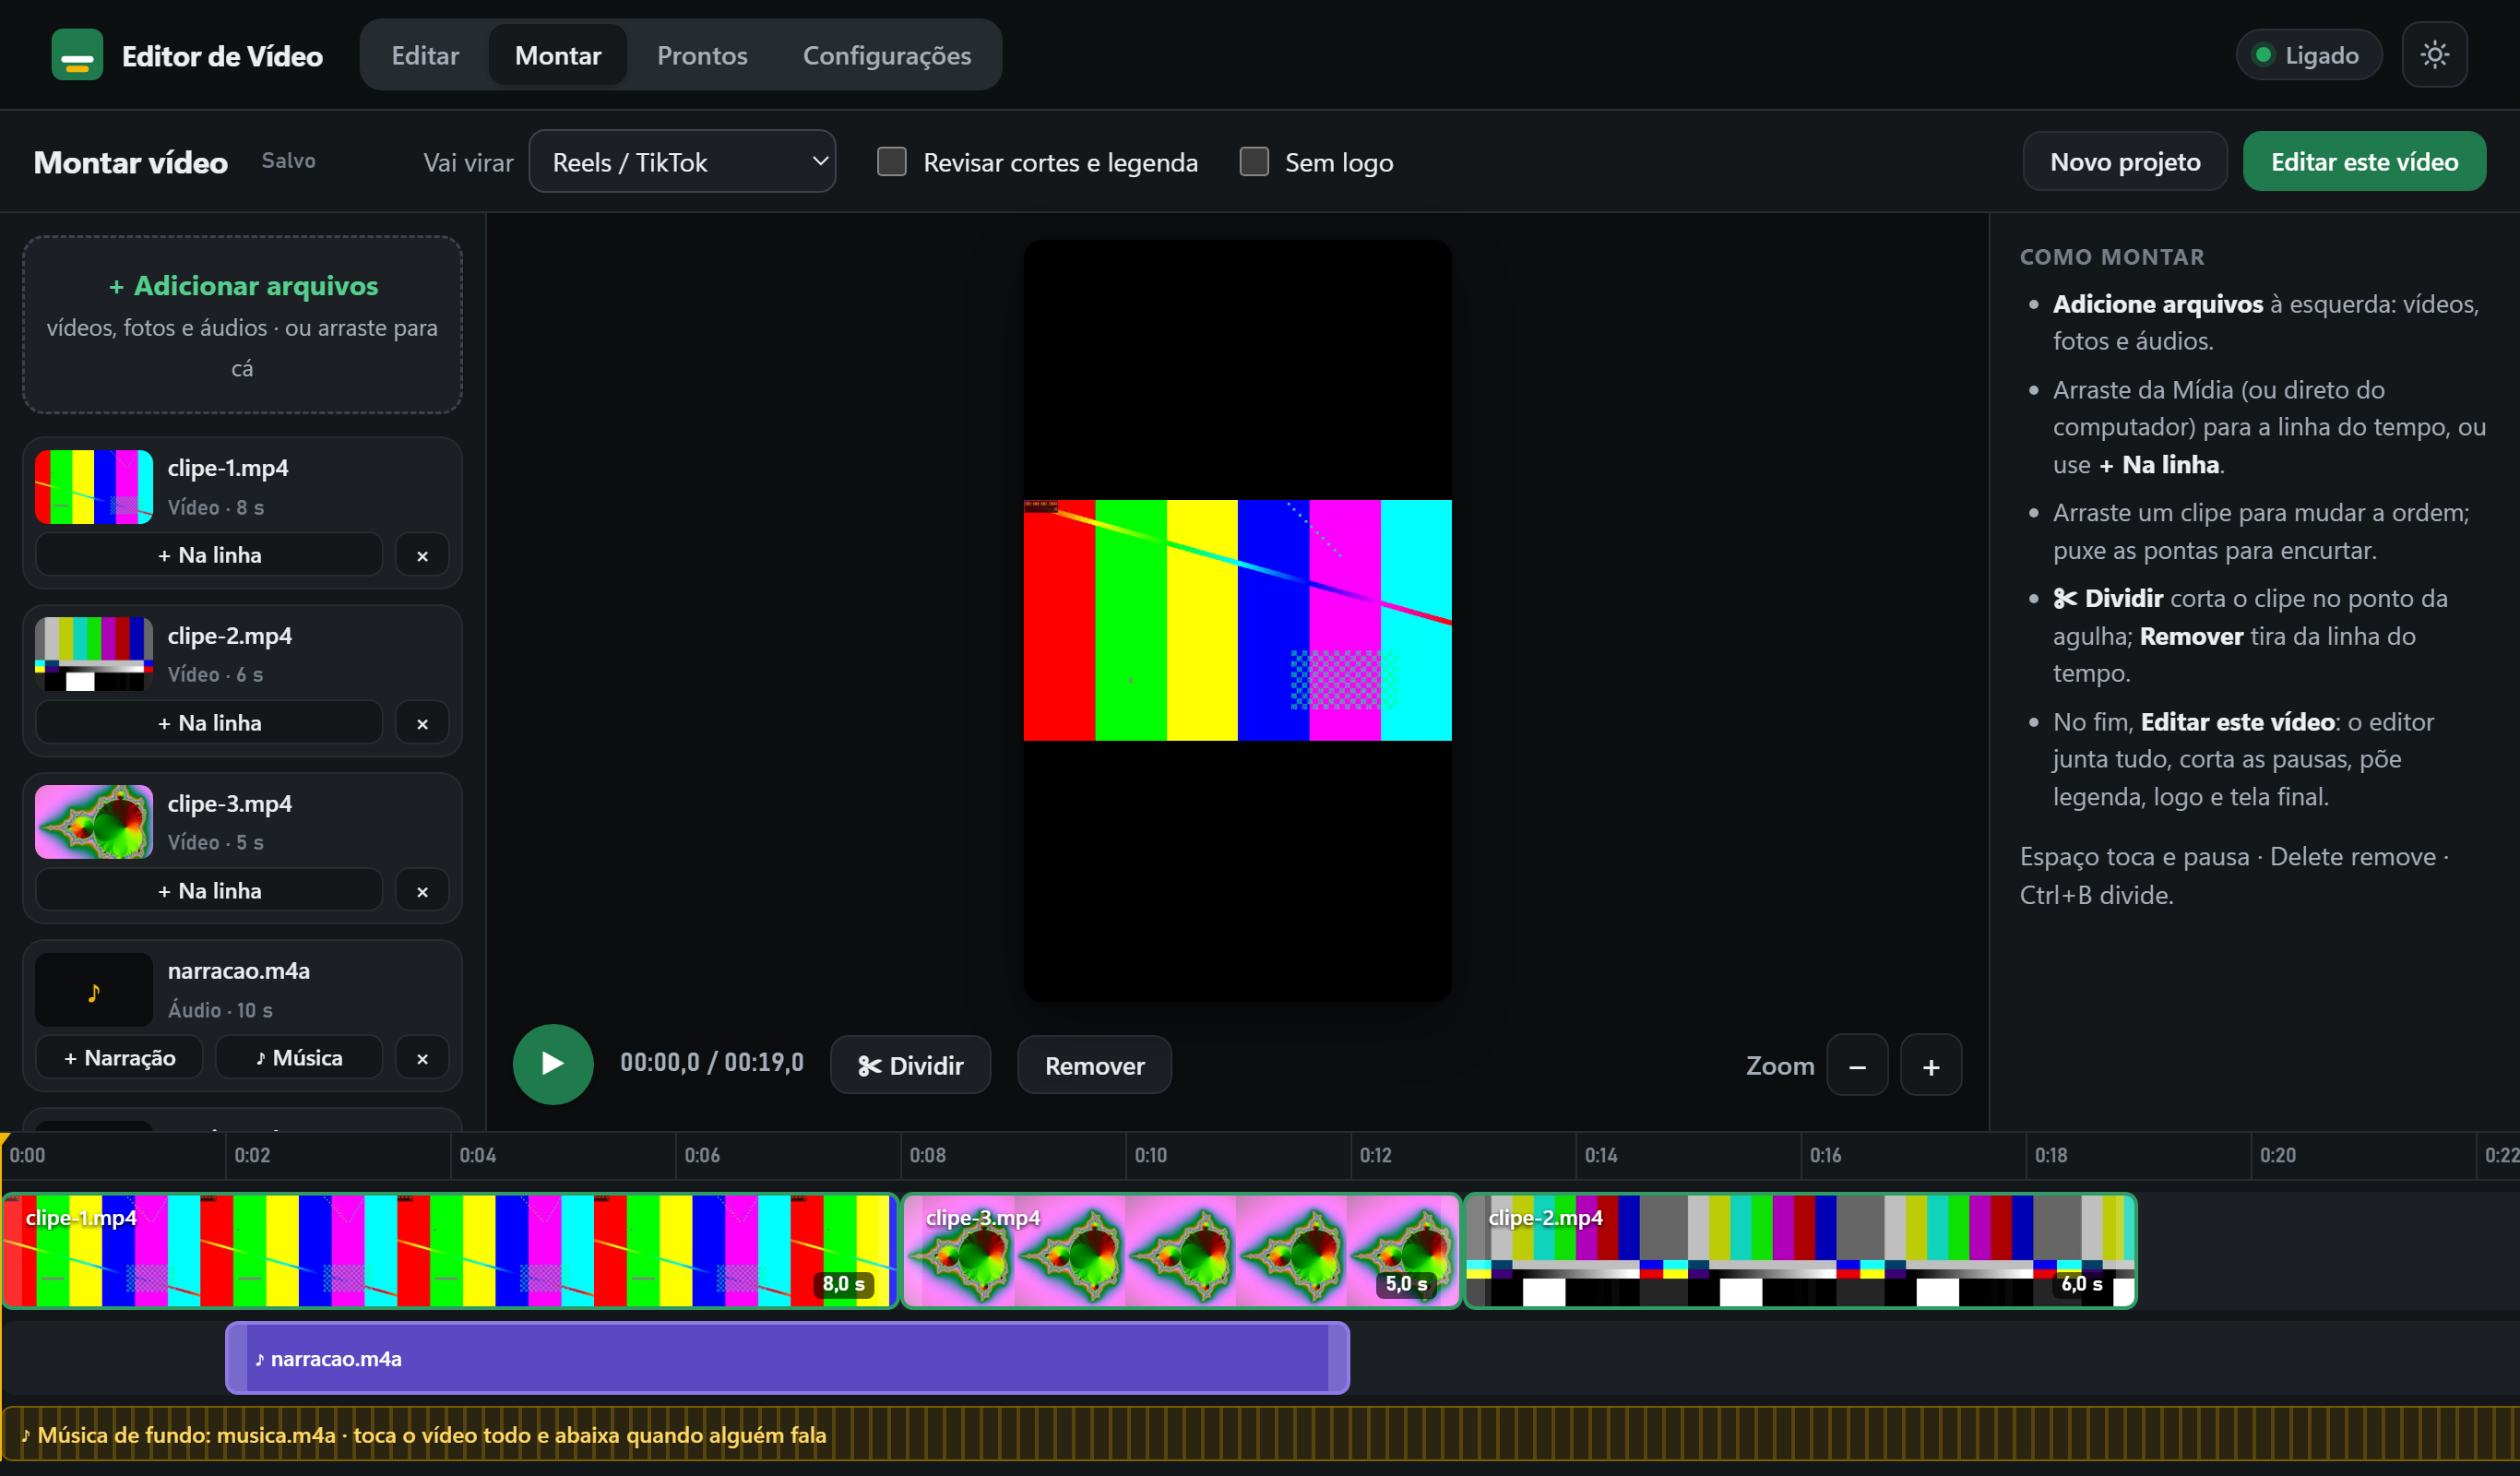 Editor de Vídeo
Editar
Montar
Prontos
Configurações
Ligado
Montar vídeo
Salvo
Vai virar
Reels / TikTok
Revisar cortes e legenda
Sem logo
Novo projeto
Editar este vídeo
+ Adicionar arquivos
vídeos, fotos e áudios · ou arraste para
cá
clipe-1.mp4
Vídeo · 8 s
+ Na linha
×
clipe-2.mp4
Vídeo · 6 s
+ Na linha
×
clipe-3.mp4
Vídeo · 5 s
+ Na linha
×
♪
narracao.m4a
Áudio · 10 s
+ Narração
♪ Música
×
COMO MONTAR
• Adicione arquivos à esquerda: vídeos,
fotos e áudios.
• Arraste da Mídia (ou direto do
computador) para a linha do tempo, ou
use + Na linha.
• Arraste um clipe para mudar a ordem;
puxe as pontas para encurtar.
• ✂ Dividir corta o clipe no ponto da
agulha; Remover tira da linha do
tempo.
• No fim, Editar este vídeo: o editor
junta tudo, corta as pausas, põe
legenda, logo e tela final.
Espaço toca e pausa · Delete remove ·
Ctrl+B divide.
00:00,0 / 00:19,0
✂ Dividir
Remover
Zoom
−
+
0:00
0:02
0:04
0:06
0:08
0:10
0:12
0:14
0:16
0:18
0:20
0:22
clipe-1.mp4
8,0 s
clipe-3.mp4
5,0 s
clipe-2.mp4
6,0 s
♪ narracao.m4a
♪ Música de fundo: musica.m4a · toca o vídeo todo e abaixa quando alguém fala